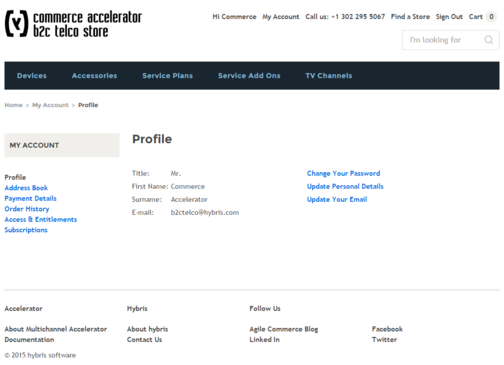 commerce accelerator
b2c telco store
Hi Commerce My Account Call us: +1 302 295 5067 Find a Store Sign Out Cart 0
I'm looking for
Devices Accessories Service Plans Service Add Ons TV Channels
Home > My Account > Profile
MY ACCOUNT
Profile
Address Book
Payment Details
Order History
Access & Entitlements
Subscriptions
Profile
Title: Mr.
First Name: Commerce
Surname: Accelerator
E-mail: b2ctelco@hybris.com
Change Your Password
Update Personal Details
Update Your Email
Accelerator
About Multichannel Accelerator
Documentation
Hybris
About hybris
Contact Us
Follow Us
Agile Commerce Blog
Linked In
Facebook
Twitter
© 2015 hybris software